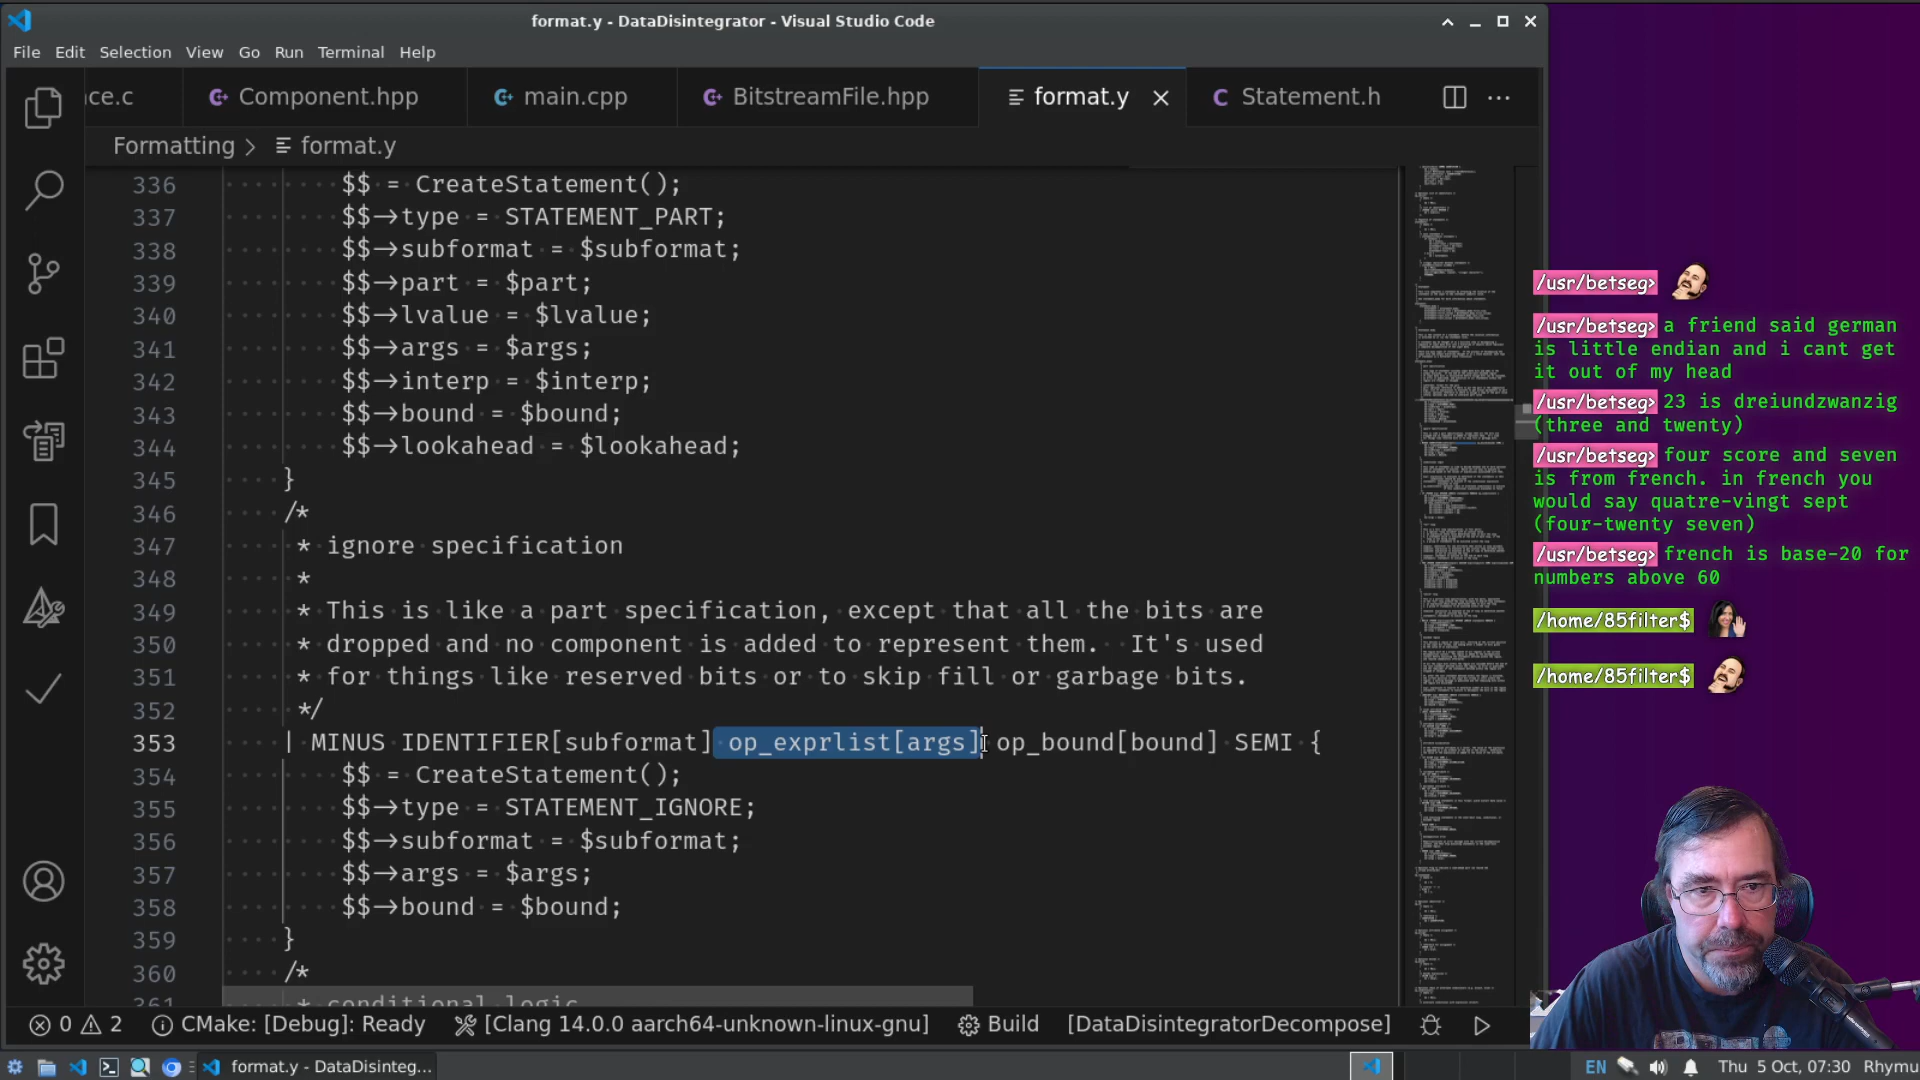 format.y - DataDisintegrator - Visual Studio Code
File Edit Selection View Go Run Terminal Help
ce.c Component.hpp main.cpp BitstreamFile.hpp format.y Statement.h
Formatting > format.y
336 $$ = CreateStatement();
337 $$->type = STATEMENT_PART;
338 $$->subformat = $subformat;
339 $$->part = $part;
340 $$->lvalue = $lvalue;
341 $$->args = $args;
342 $$->interp = $interp;
343 $$->bound = $bound;
344 $$->lookahead = $lookahead;
345 }
346 /*
347 * ignore specification
348 *
349 * This is like a part specification, except that all the bits are
350 * dropped and no component is added to represent them.  It's used
351 * for things like reserved bits or to skip fill or garbage bits.
352 */
353 | MINUS IDENTIFIER[subformat] op_exprlist[args] op_bound[bound] SEMI {
354 $$ = CreateStatement();
355 $$->type = STATEMENT_IGNORE;
356 $$->subformat = $subformat;
357 $$->args = $args;
358 $$->bound = $bound;
359 }
360 /*
361 * conditional logic
0 2 CMake: [Debug]: Ready [Clang 14.0.0 aarch64-unknown-linux-gnu] Build [DataDisintegratorDecompose]
format.y - DataDisinteg... EN Thu 5 Oct, 07:30 Rhymu
/usr/betseg>
/usr/betseg> a friend said german
is little endian and i cant get
it out of my head
/usr/betseg> 23 is dreiundzwanzig
(three and twenty)
/usr/betseg> four score and seven
is from french. in french you
would say quatre-vingt sept
(four-twenty seven)
/usr/betseg> french is base-20 for
numbers above 60
/home/85filter$
/home/85filter$